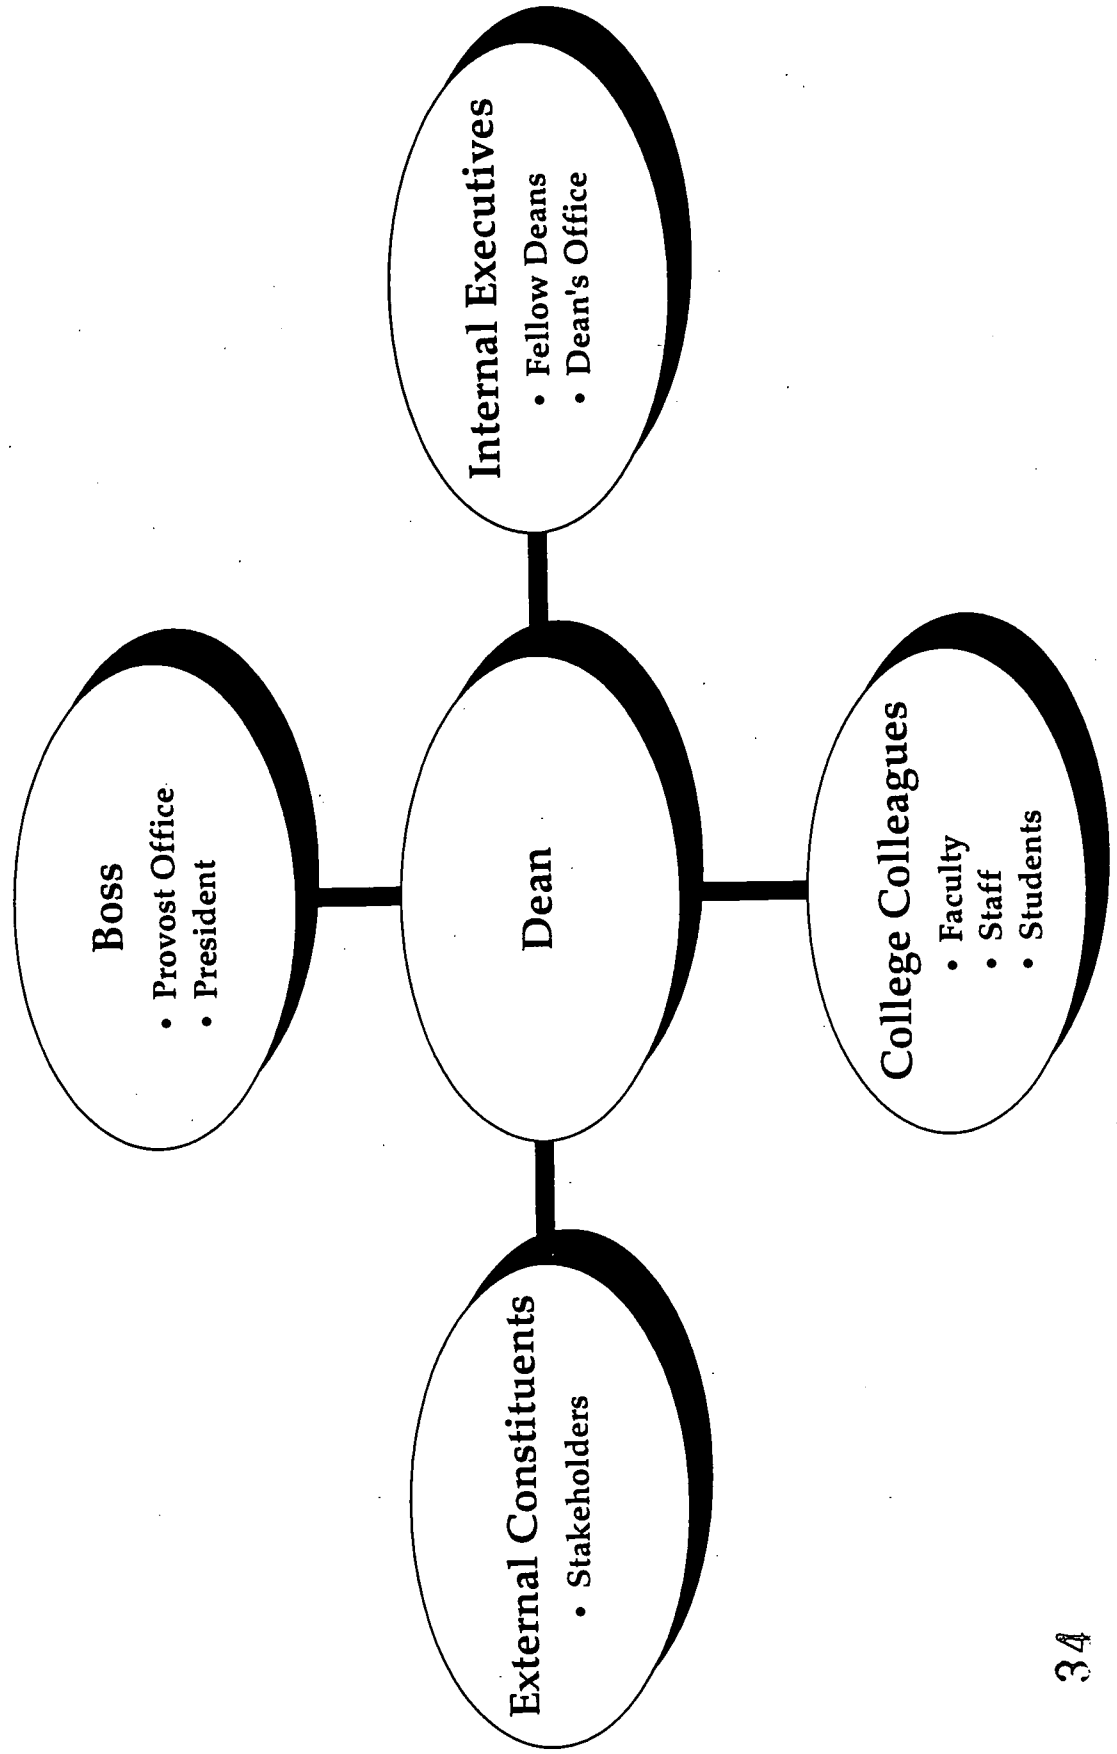 Boss
• Provost Office
• President
External Constituents
• Stakeholders
Dean
Internal Executives
• Fellow Deans
• Dean's Office
College Colleagues
• Faculty
• Staff
• Students
34